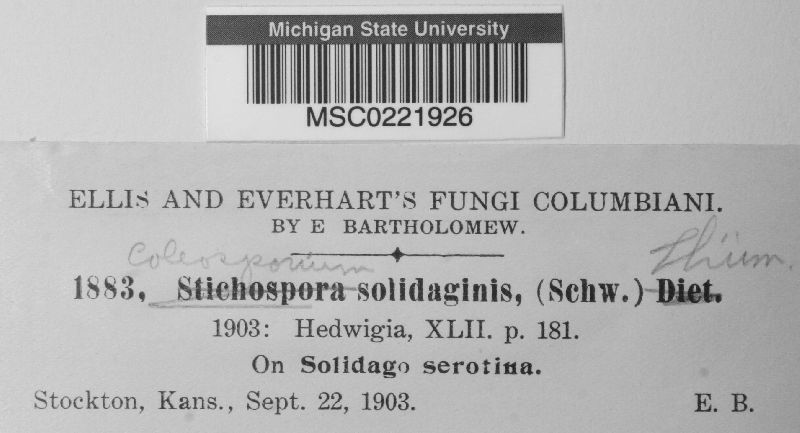 Michigan State University
MSC0221926
ELLIS AND EVERHART'S FUNGI COLUMBIANI.
BY E BARTHOLOMEW.
Coleosporium Thüm.
1883, Stichospora solidaginis, (Schw.) Diet.
1903: Hedwigia, XLII. p. 181.
On Solidago serotina.
Stockton, Kans., Sept. 22, 1903. E. B.